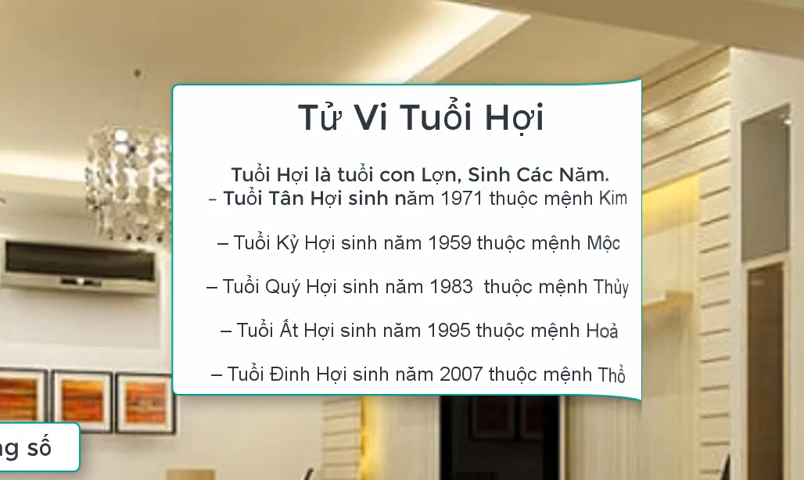 Tử Vi Tuổi Hợi
Tuổi Hợi là tuổi con Lợn, Sinh Các Năm.
– Tuổi Tân Hợi sinh năm 1971 thuộc mệnh Kim
– Tuổi Kỷ Hợi sinh năm 1959 thuộc mệnh Mộc
– Tuổi Quý Hợi sinh năm 1983 thuộc mệnh Thủy
– Tuổi Ất Hợi sinh năm 1995 thuộc mệnh Hoả
– Tuổi Đinh Hợi sinh năm 2007 thuộc mệnh Thổ
số